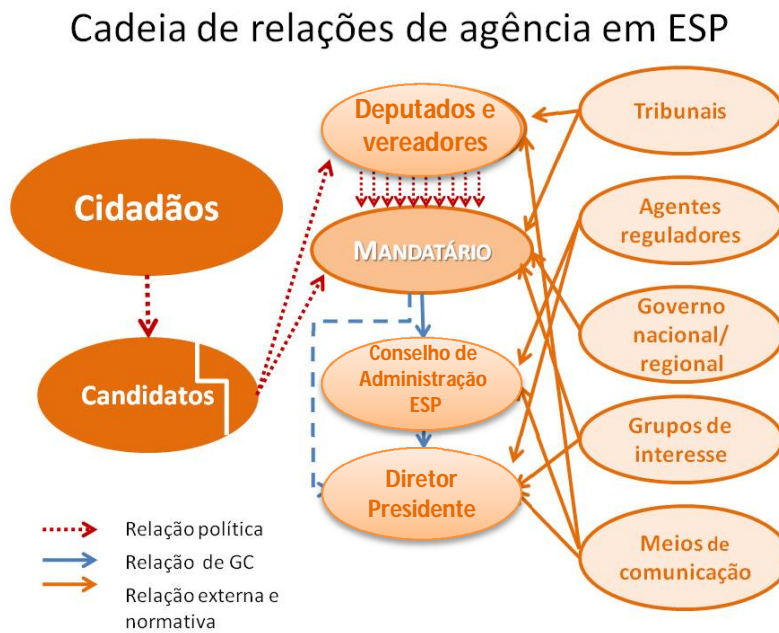 Cadeia de relações de agência em ESP
Deputados e
vereadores
Tribunais
Cidadãos
Agentes
reguladores
MANDATÁRIO
Governo
nacional/
regional
Conselho de
Administração
ESP
Candidatos
Grupos de
interesse
Diretor
Presidente
Relação política
Relação de GC
Relação externa e
normativa
Meios de
comunicação